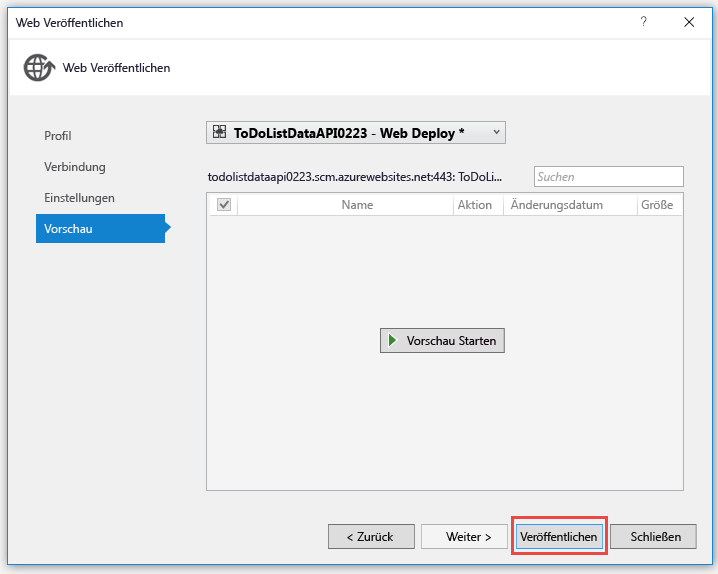 Web Veröffentlichen
?
Web Veröffentlichen
Profil
Verbindung
Einstellungen
Vorschau
ToDoListDataAPI0223 - Web Deploy *
todolistdataapi0223.scm.azurewebsites.net:443: ToDoLi...
Suchen
Name Aktion Änderungsdatum Größe
Vorschau Starten
< Zurück Weiter > Veröffentlichen Schließen